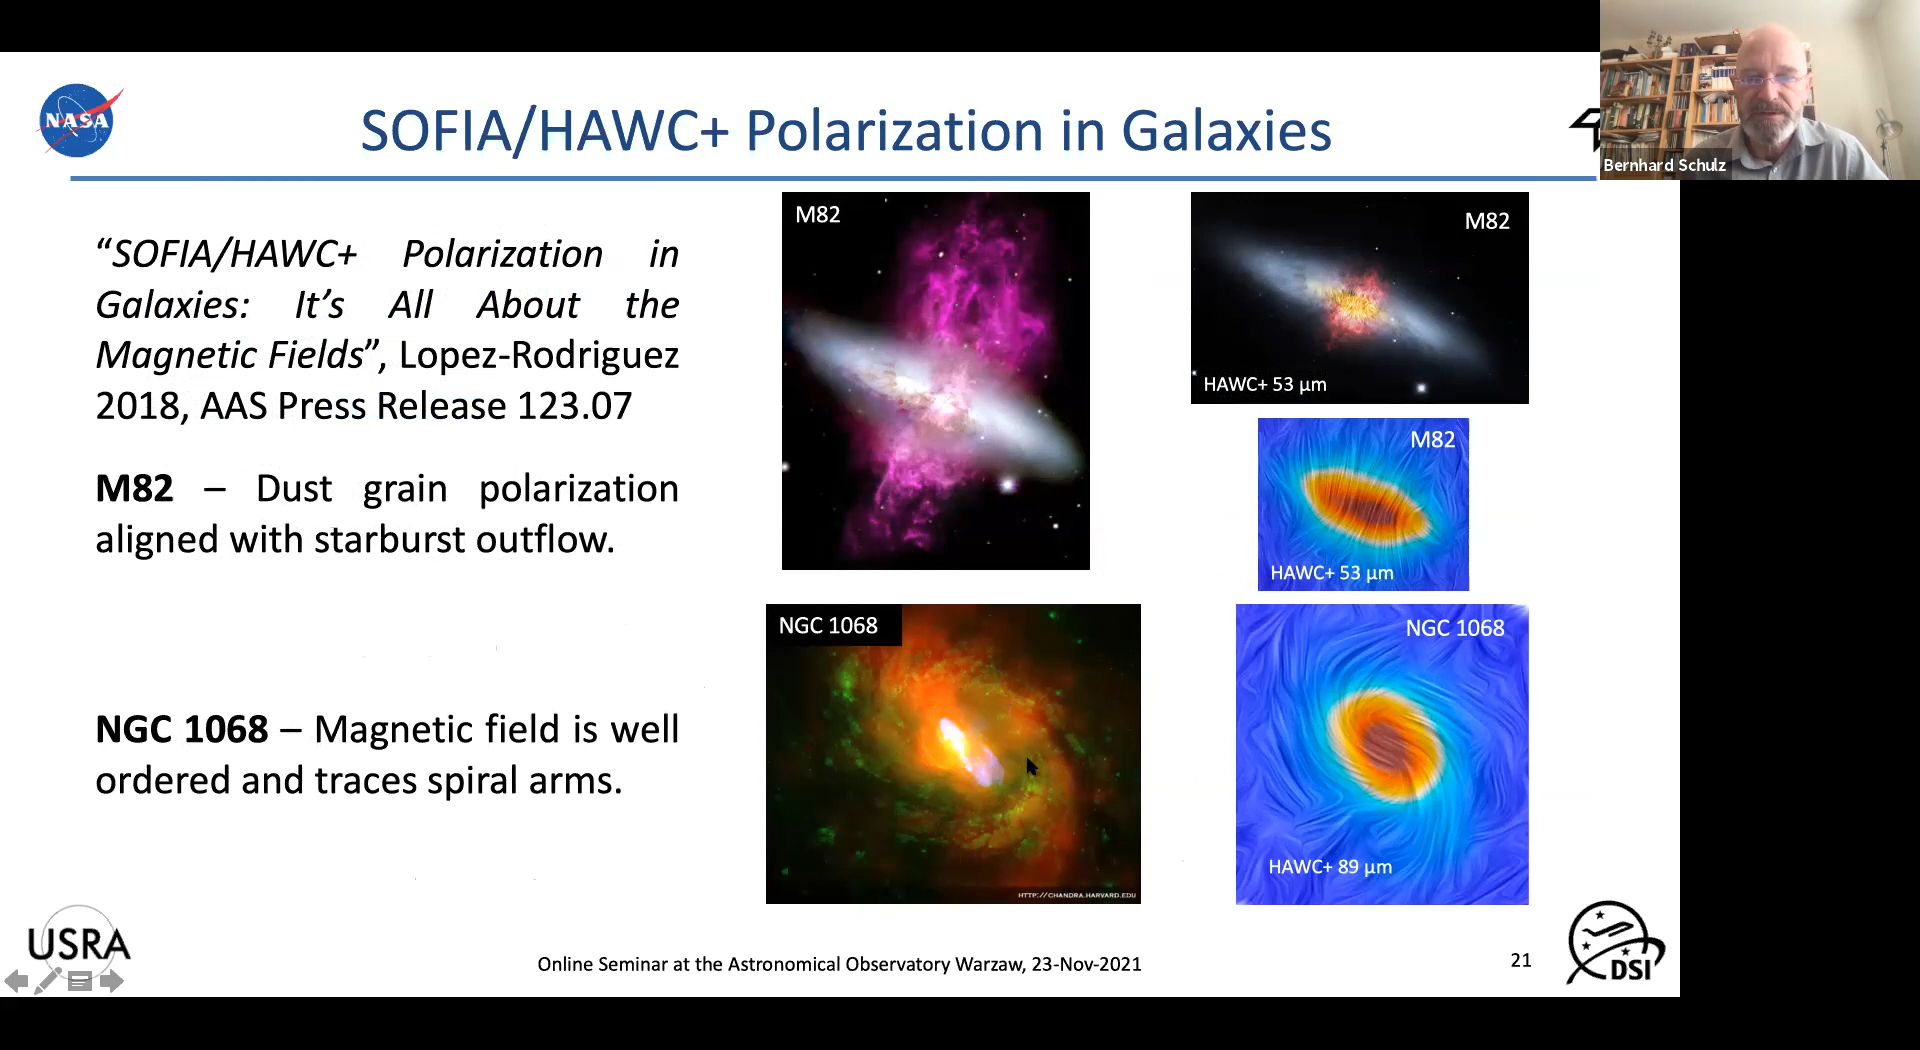 NASA
SOFIA/HAWC+ Polarization in Galaxies
Bernhard Schulz
“SOFIA/HAWC+ Polarization in
Galaxies: It’s All About the
Magnetic Fields”, Lopez-Rodriguez
2018, AAS Press Release 123.07
M82 – Dust grain polarization
aligned with starburst outflow.
NGC 1068 – Magnetic field is well
ordered and traces spiral arms.
M82
M82
HAWC+ 53 µm
M82
HAWC+ 53 µm
NGC 1068
HTTP://CHANDRA.HARVARD.EDU
NGC 1068
HAWC+ 89 µm
USRA
Online Seminar at the Astronomical Observatory Warzaw, 23-Nov-2021
21
DSI